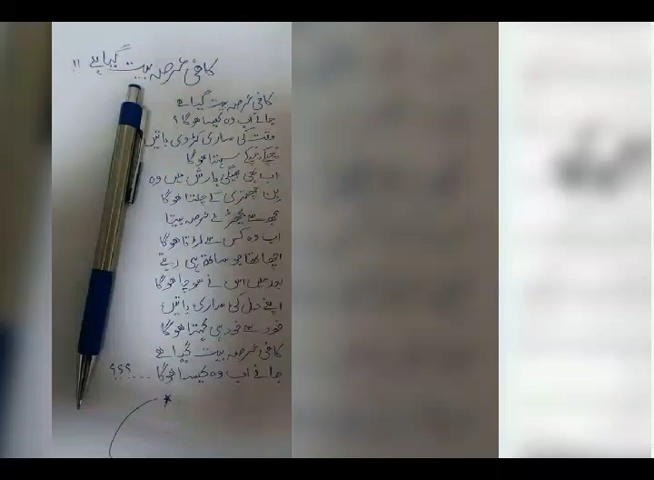 کافی عرصہ بیت گیا ہے !!
کافی عرصہ بیت گیا ہے
جانے اب وہ کیسا ہوگا ؟
وقت کی ساری کڑوی باتیں
چپکے چپکے سہتا ہوگا
اب بھی بھیگی بارش میں وہ
بن چھتری کے چلتا ہوگا
مجھ سے بچھڑے عرصہ بیتا
اب وہ کس سے لڑتا ہوگا
اچھا تھا جو ساتھ ہی رہتے
بعد میں اس نے سوچا ہوگا
اپنے دل کی ساری باتیں
خود سے خود ہی کہتا ہوگا
کافی عرصہ بیت گیا ہے
جانے اب وہ کیسا ہوگا ....؟؟؟